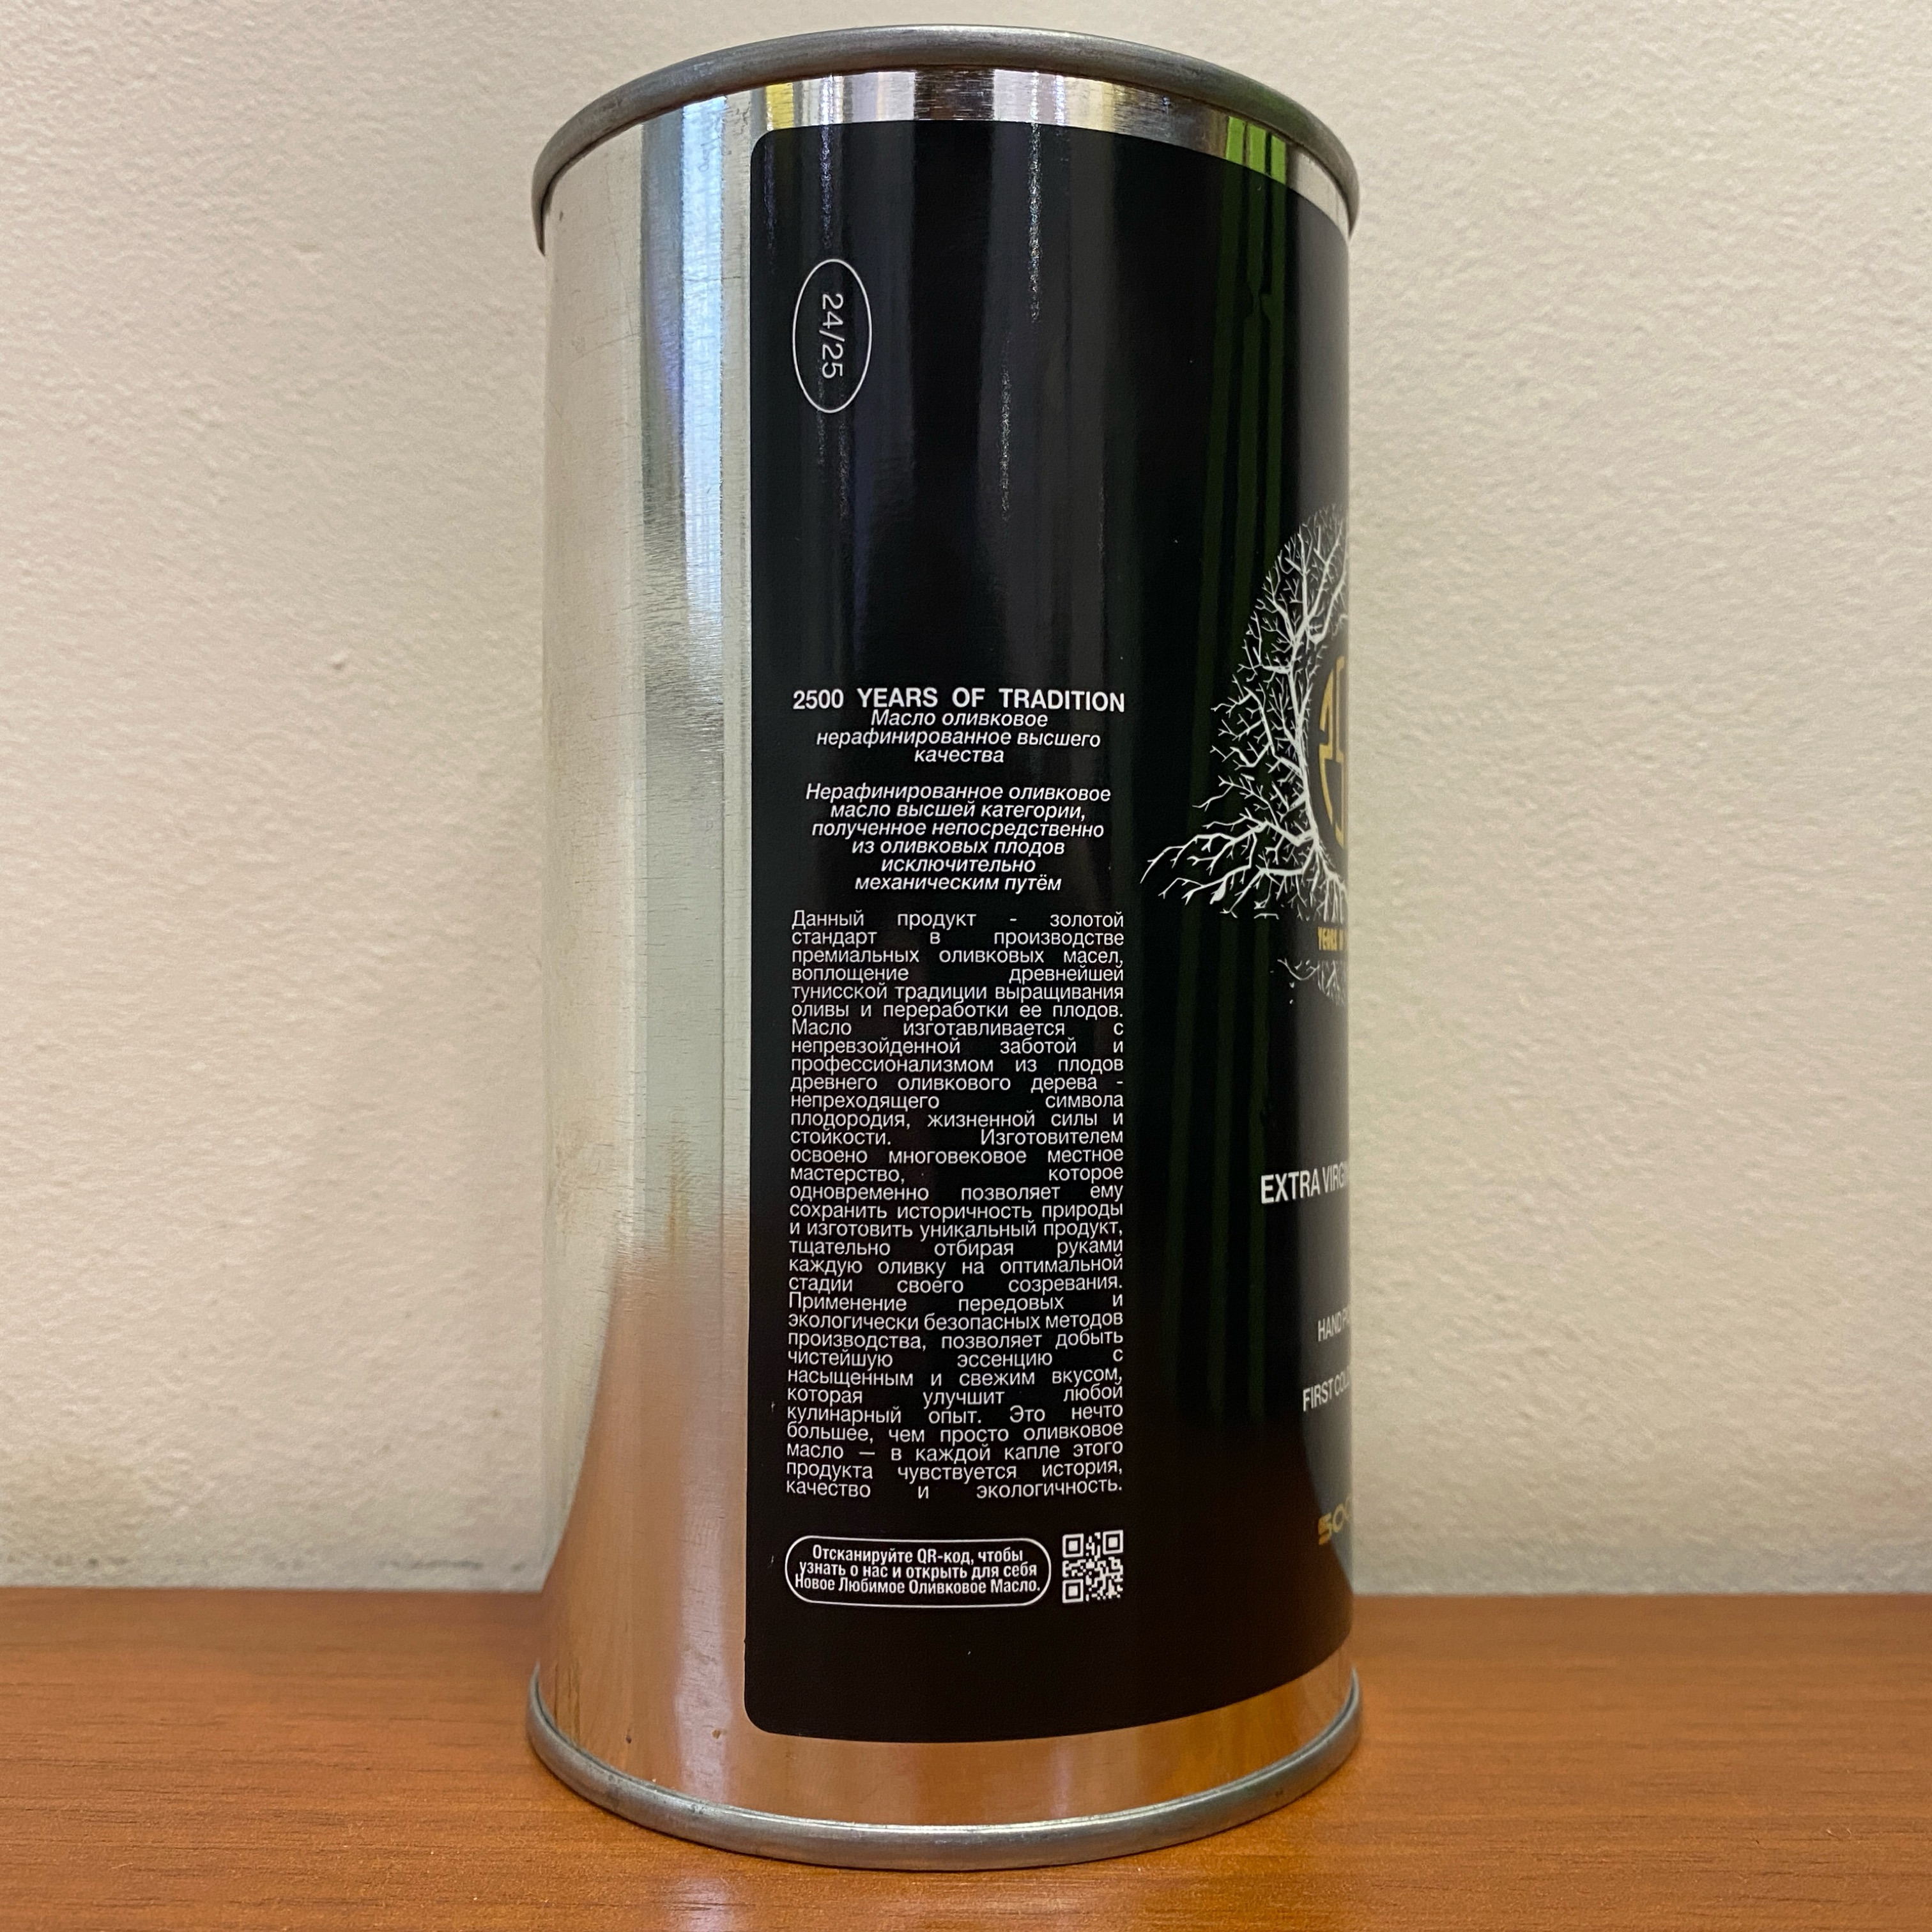 24/25
2500 YEARS OF TRADITION
Масло оливковое
нерафинированное высшего
качества
Нерафинированное оливковое
масло высшей категории,
полученное непосредственно
из оливковых плодов
исключительно
механическим путём
Данный продукт - золотой
стандарт в производстве
премиальных оливковых масел,
воплощение древнейшей
тунисской традиции выращивания
оливы и переработки ее плодов.
Масло изготавливается с
непревзойденной заботой и
профессионализмом из плодов
древнего оливкового дерева -
непреходящего символа
плодородия, жизненной силы и
стойкости. Изготовителем
освоено многовековое местное
мастерство, которое
одновременно позволяет ему
сохранить историчность природы
и изготовить уникальный продукт,
тщательно отбирая руками
каждую оливку на оптимальной
стадии своего созревания.
Применение передовых и
экологически безопасных методов
производства, позволяет добыть
чистейшую эссенцию с
насыщенным и свежим вкусом,
которая улучшит любой
кулинарный опыт. Это нечто
большее, чем просто оливковое
масло — в каждой капле этого
продукта чувствуется история,
качество и экологичность.
Отсканируйте QR-код, чтобы
узнать о нас и открыть для себя
Новое Любимое Оливковое Масло.
YEARS
EXTRA VIRGIN
HAND
FIRST COLD